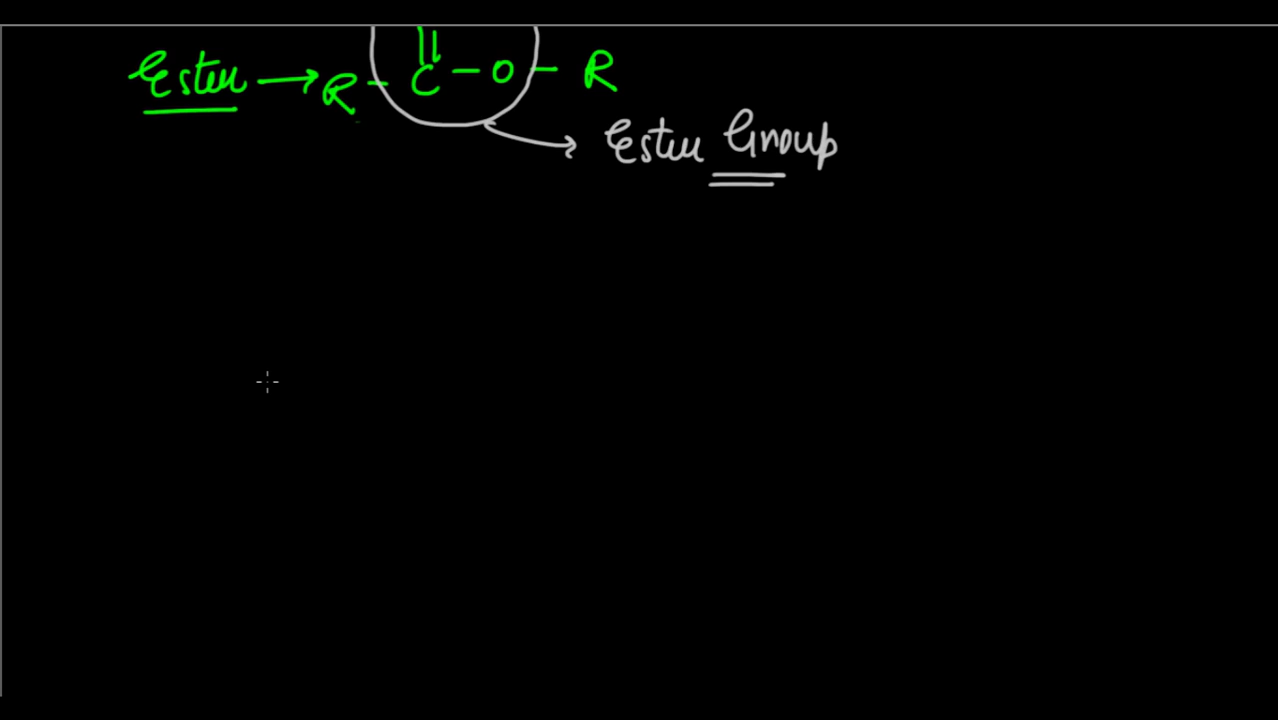 Ester → R - C - O - R
Ester Group